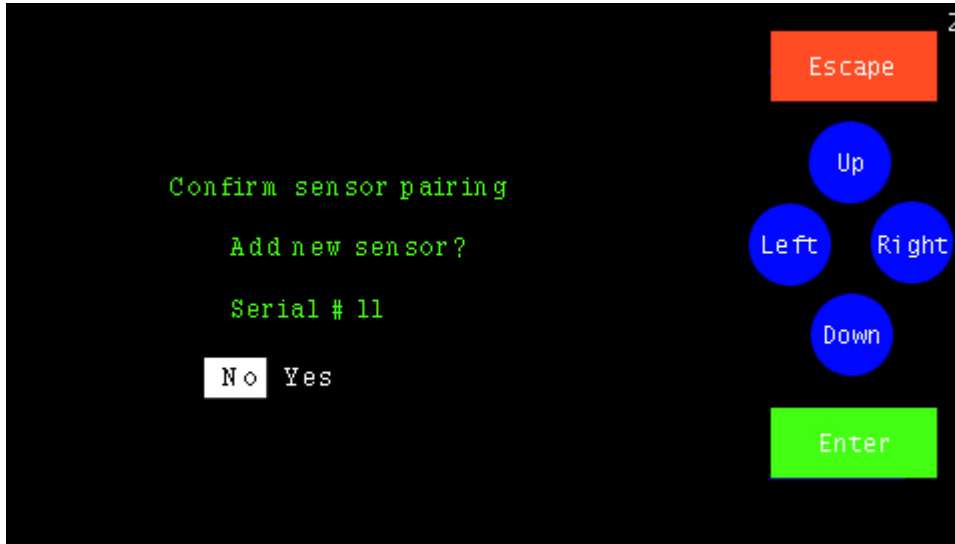 Escape
Up
Confirm sensor pairing
Add new sensor?
Left Right
Serial # 11
Down
No Yes
Enter